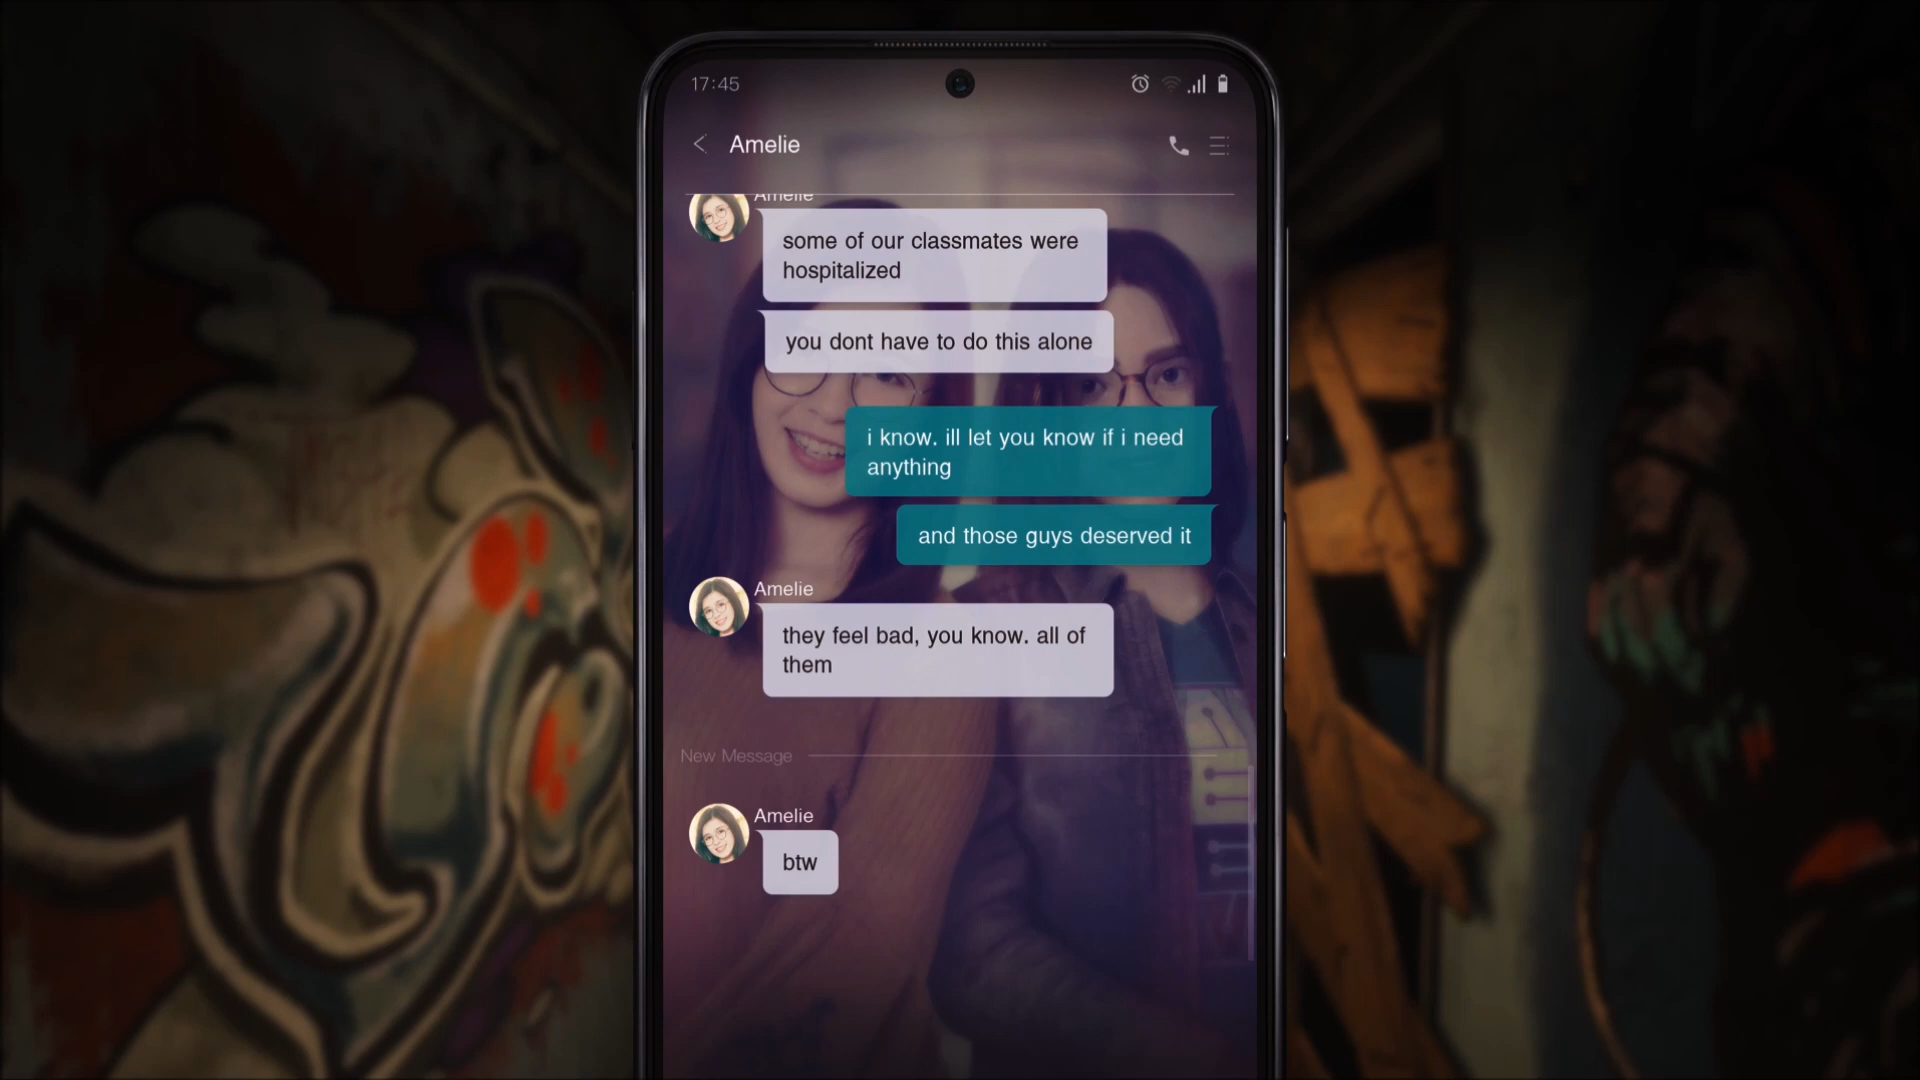 17:45
Amelie
Amelie
some of our classmates were
hospitalized
you dont have to do this alone
i know. ill let you know if i need
anything
and those guys deserved it
Amelie
they feel bad, you know. all of
them
New Message
Amelie
btw